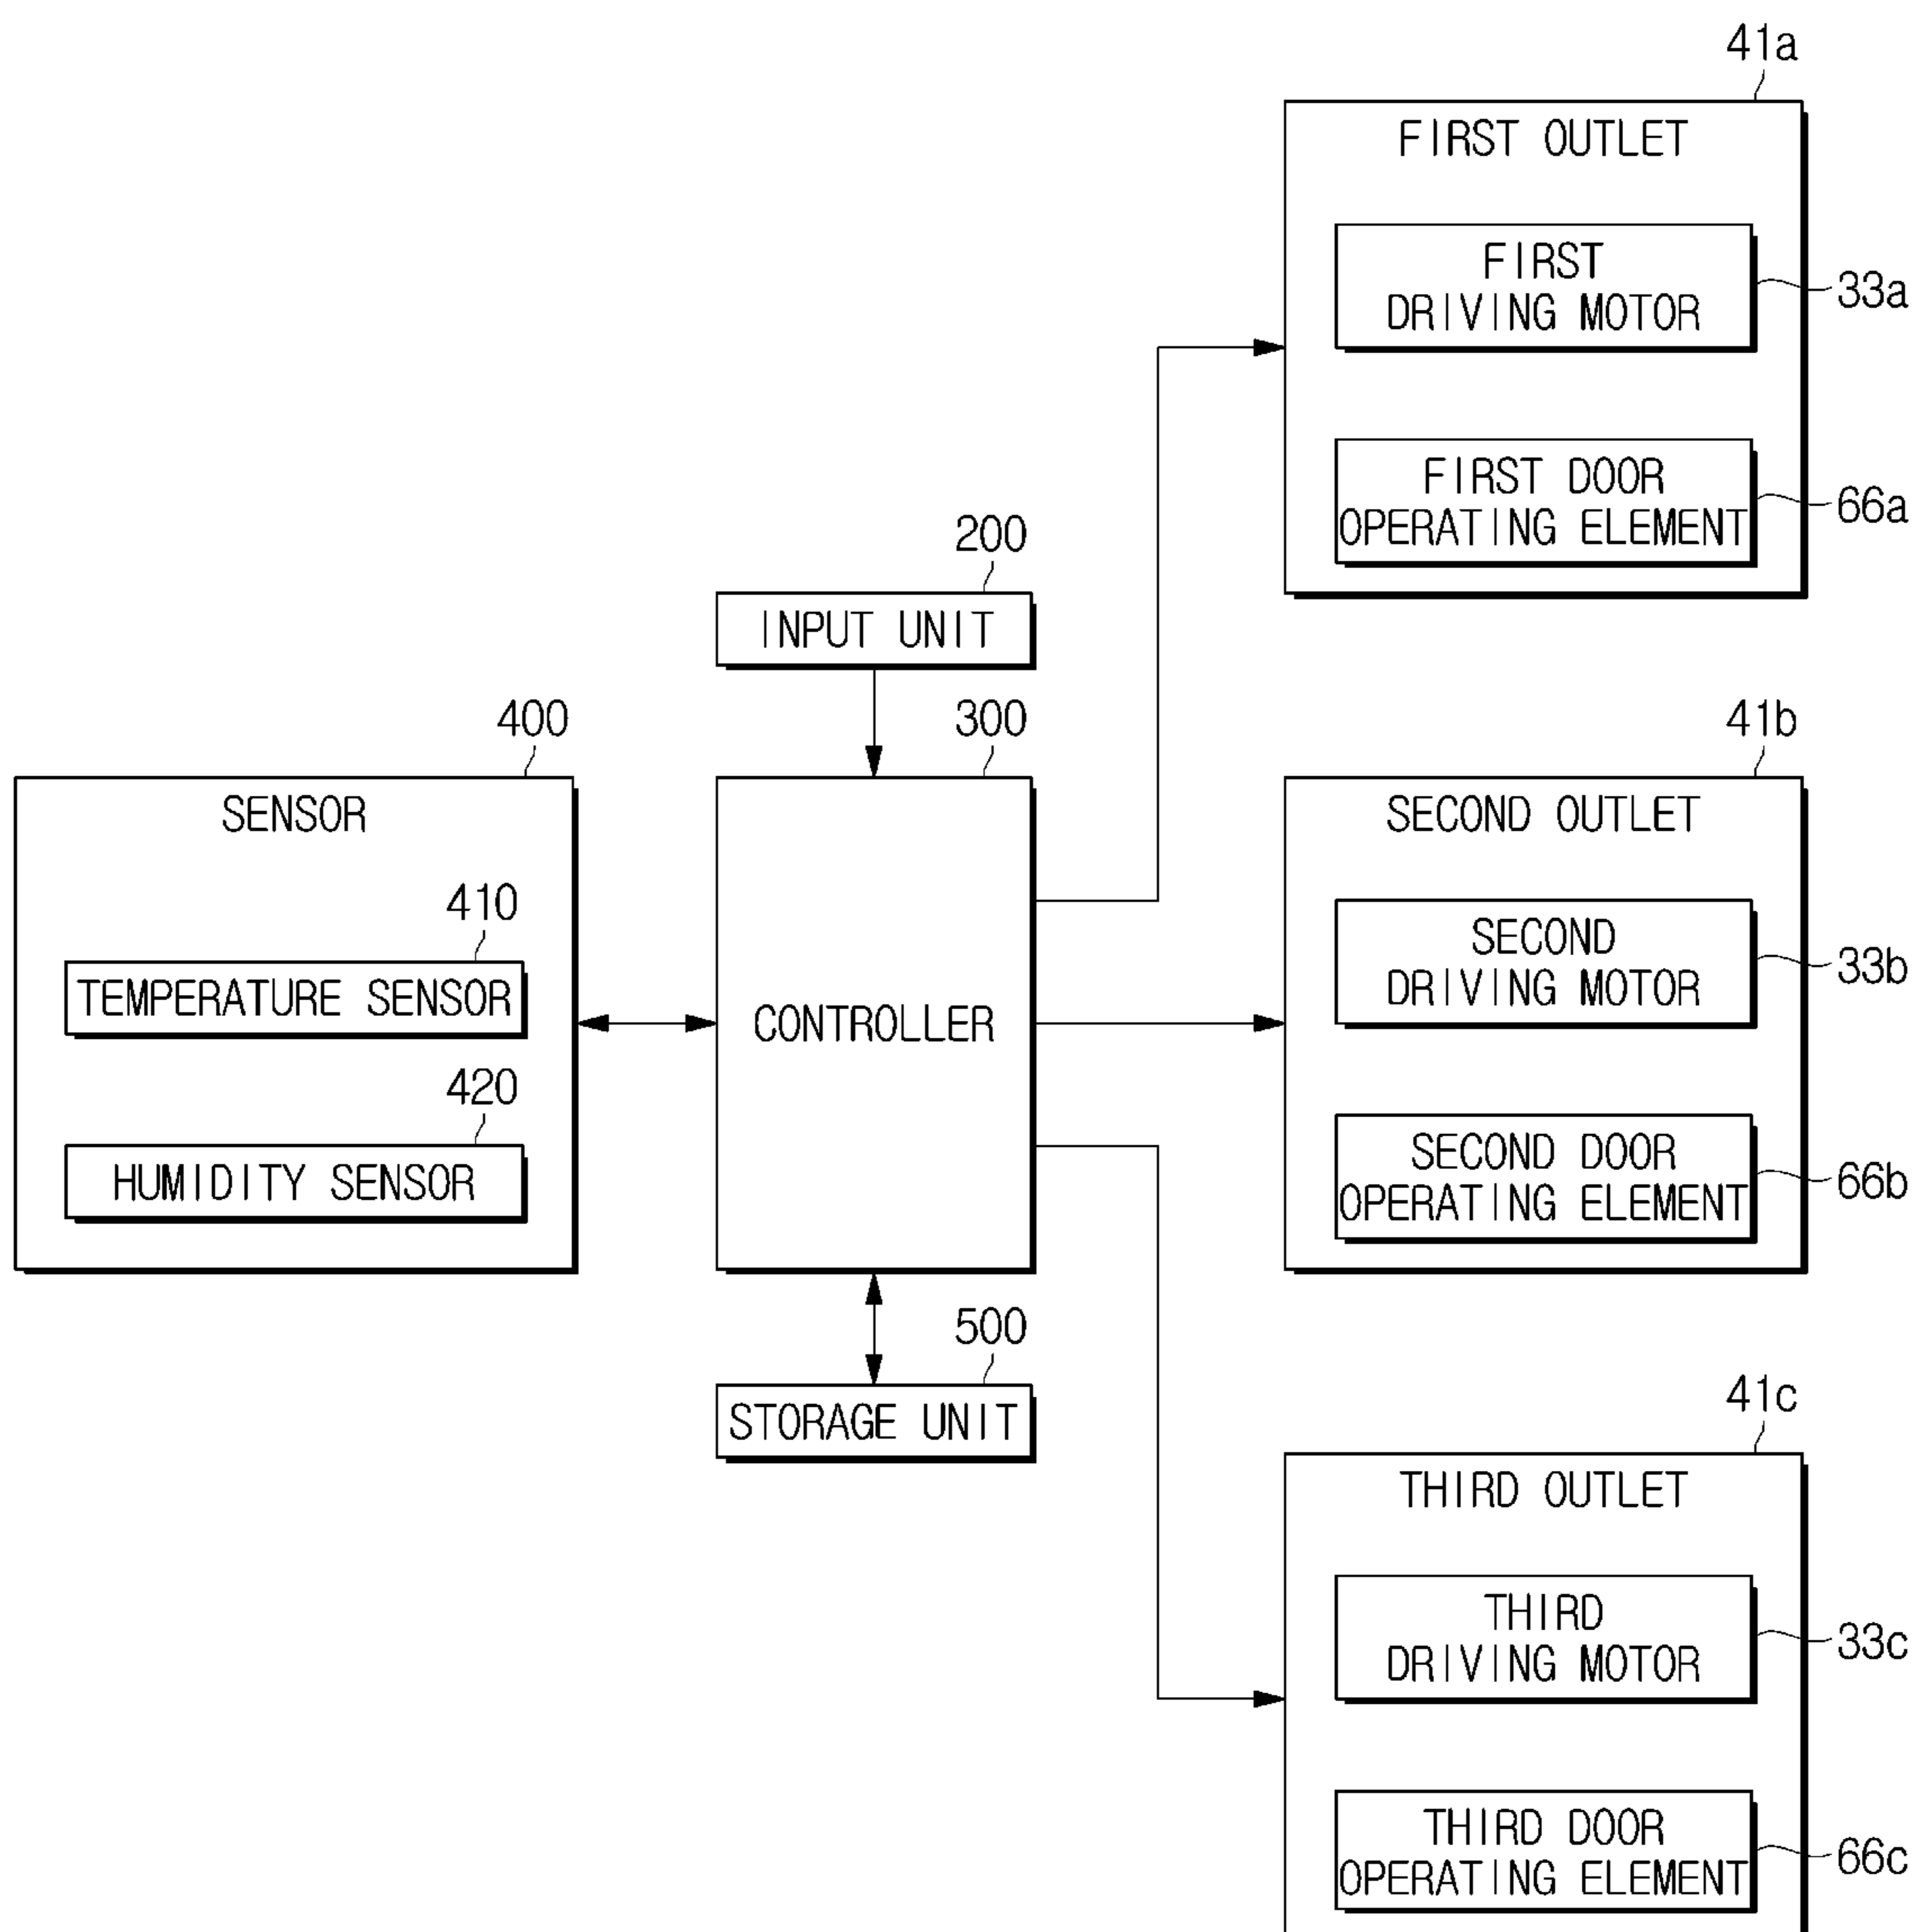 41a
FIRST OUTLET
FIRST
DRIVING MOTOR
33a
FIRST DOOR
OPERATING ELEMENT
66a
200
INPUT UNIT
400
300
41b
SENSOR
SECOND OUTLET
410
TEMPERATURE SENSOR
420
HUMIDITY SENSOR
CONTROLLER
SECOND
DRIVING MOTOR
33b
SECOND DOOR
OPERATING ELEMENT
66b
500
STORAGE UNIT
41c
THIRD OUTLET
THIRD
DRIVING MOTOR
33c
THIRD DOOR
OPERATING ELEMENT
66c